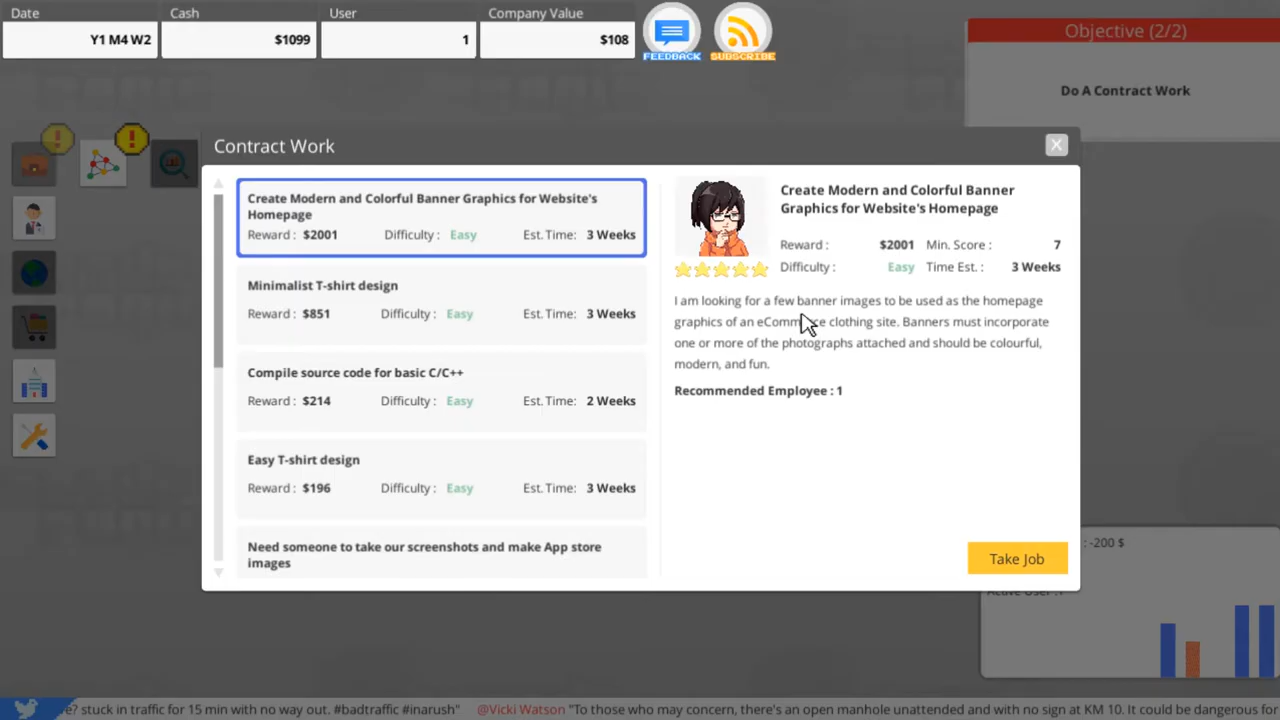 Date
Cash
User
Company Value
Y1 M4 W2
$1099
1
$108
FEEDBACK
SUBSCRIBE
Objective (2/2)
Do A Contract Work
Contract Work
X
Create Modern and Colorful Banner Graphics for Website's
Homepage
Reward : $2001 Difficulty : Easy Est. Time: 3 Weeks
Minimalist T-shirt design
Reward : $851 Difficulty : Easy Est. Time: 3 Weeks
Compile source code for basic C/C++
Reward : $214 Difficulty : Easy Est. Time: 2 Weeks
Easy T-shirt design
Reward : $196 Difficulty : Easy Est. Time: 3 Weeks
Need someone to take our screenshots and make App store
images
Create Modern and Colorful Banner
Graphics for Website's Homepage
Reward : $2001 Min. Score : 7
Difficulty : Easy Time Est. : 3 Weeks
I am looking for a few banner images to be used as the homepage
graphics of an clothing site. Banners must incorporate
one or more of the photographs attached and should be colourful,
modern, and fun.
Recommended Employee : 1
Take Job
: -200 $
Active User :
stuck in traffic for 15 min with no way out. #badtraffic #inarush" @Vicki Watson "To those who may concern, there's an open manhole unattended and with no sign at KM 10. It could be dangerous for